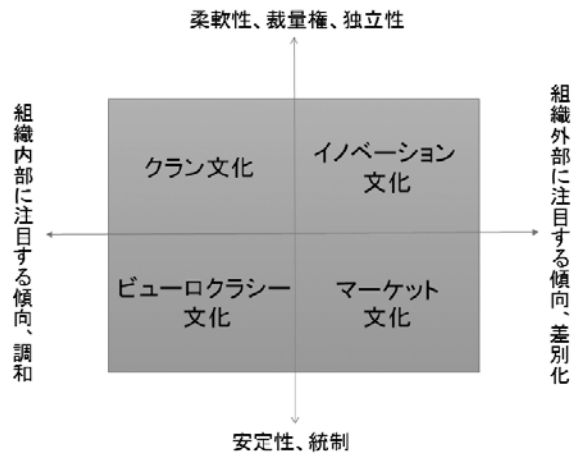 柔軟性、裁量権、独立性
組織内部に注目する傾向、調和
クラン文化
イノベーション
文化
組織外部に注目する傾向、差別化
ビューロクラシー
文化
マーケット
文化
安定性、統制